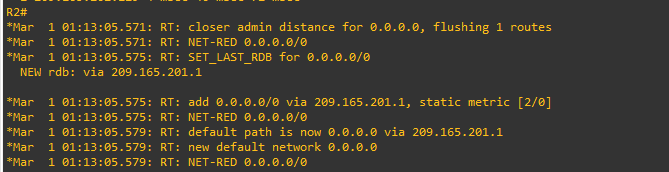 R2#
*Mar  1 01:13:05.571: RT: closer admin distance for 0.0.0.0, flushing 1 routes
*Mar  1 01:13:05.571: RT: NET-RED 0.0.0.0/0
*Mar  1 01:13:05.575: RT: SET_LAST_RDB for 0.0.0.0/0
  NEW rdb: via 209.165.201.1
*Mar  1 01:13:05.575: RT: add 0.0.0.0/0 via 209.165.201.1, static metric [2/0]
*Mar  1 01:13:05.575: RT: NET-RED 0.0.0.0/0
*Mar  1 01:13:05.579: RT: default path is now 0.0.0.0 via 209.165.201.1
*Mar  1 01:13:05.579: RT: new default network 0.0.0.0
*Mar  1 01:13:05.579: RT: NET-RED 0.0.0.0/0